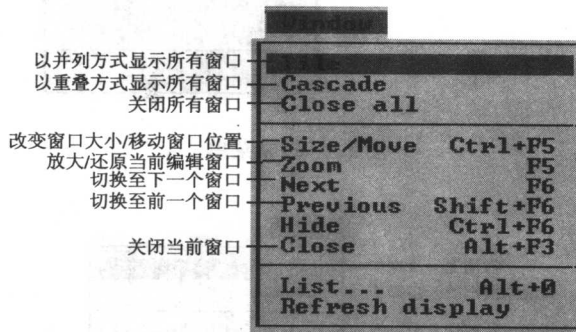 Window
以并列方式显示所有窗口 Tile
以重叠方式显示所有窗口 Cascade
关闭所有窗口 Close all
改变窗口大小/移动窗口位置 Size/Move Ctrl+F5
放大/还原当前编辑窗口 Zoom F5
切换至下一个窗口 Next F6
切换至前一个窗口 Previous Shift+F6
Hide Ctrl+F6
关闭当前窗口 Close Alt+F3
List... Alt+0
Refresh display